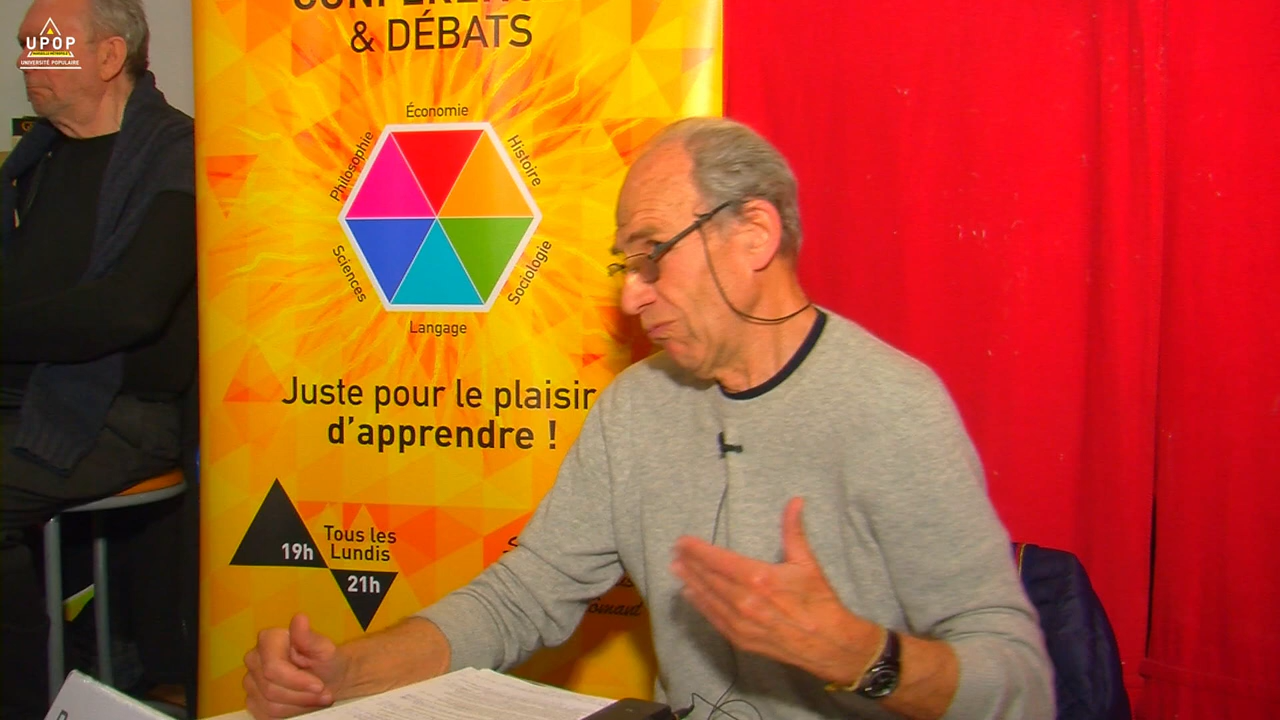 UPOP
UNIVERSITÉ POPULAIRE
& DÉBATS
Économie
Histoire
Sociologie
Langage
Sciences
Philosophie
Juste pour le plaisir
d'apprendre !
Tous les
Lundis
19h
21h